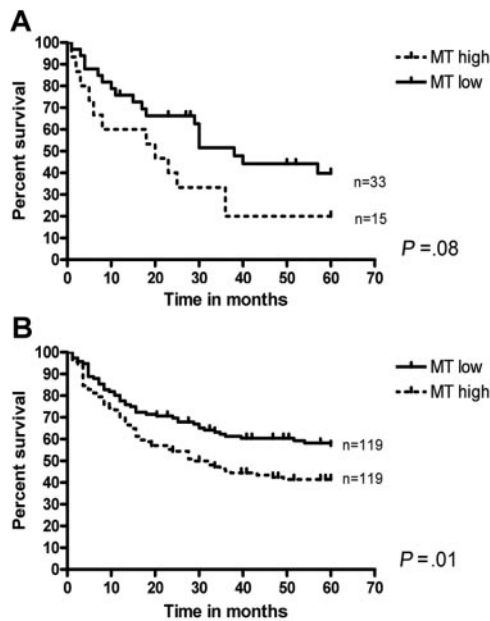 A
MT high
MT low
Percent survival
100
90
80
70
60
50
40
30
20
10
0
n=33
n=15
P =.08
0 10 20 30 40 50 60 70
Time in months
B
MT low
MT high
Percent survival
100
90
80
70
60
50
40
30
20
10
0
n=119
n=119
P =.01
0 10 20 30 40 50 60 70
Time in months